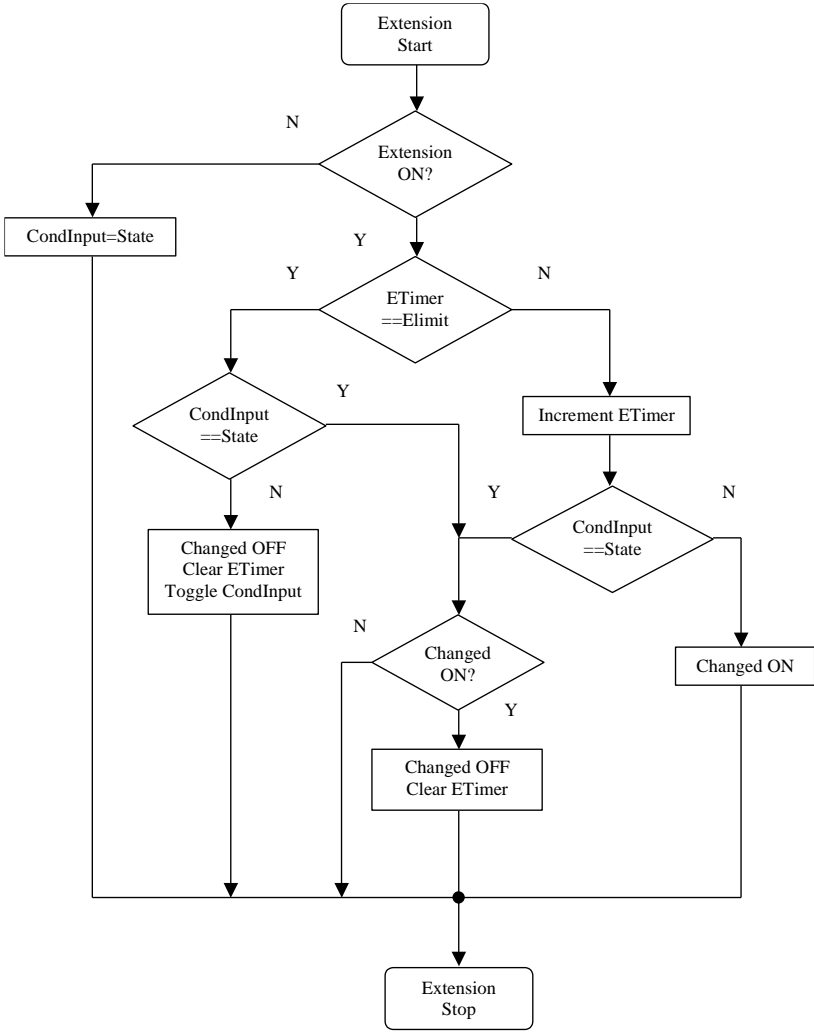 Extension
Start
N
Extension
ON?
CondInput=State
Y
Y
ETimer
==Elimit
N
CondInput
==State
Y
Increment ETimer
N
Y
CondInput
==State
N
Changed OFF
Clear ETimer
Toggle CondInput
N
Changed
ON?
Changed ON
Y
Changed OFF
Clear ETimer
Extension
Stop